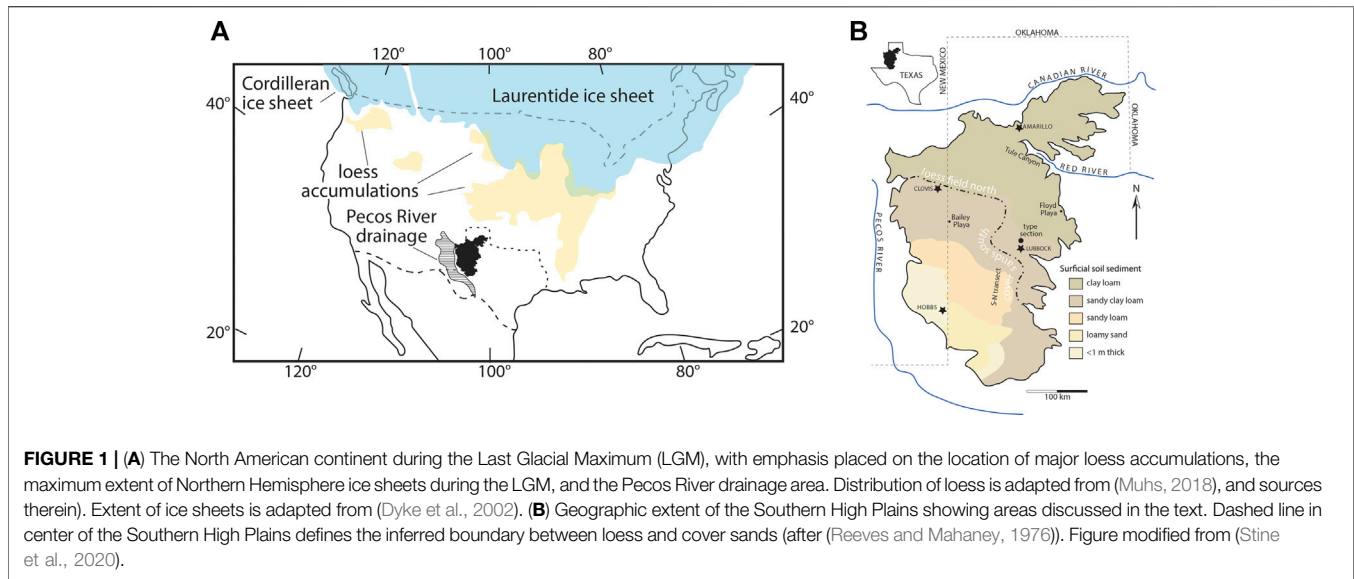 A
120°
100°
80°
Cordilleran
ice sheet
Laurentide ice sheet
40°
40°
loess
accumulations
Pecos River
drainage
20°
20°
120°
100°
80°
B
OKLAHOMA
TEXAS
NEW MEXICO
CANADIAN RIVER
OKLAHOMA
AMARILLO
Tule Canyon
RED RIVER
loess field north
CLOVIS
N
PECOS RIVER
Bailey
Playa
Floyd
Playa
type
section
LUBBOCK
S-N transect
HOBBS
Surficial soil sediment
clay loam
sandy clay loam
sandy loam
loamy sand
<1 m thick
100 km
FIGURE 1 | (A) The North American continent during the Last Glacial Maximum (LGM), with emphasis placed on the location of major loess accumulations, the
maximum extent of Northern Hemisphere ice sheets during the LGM, and the Pecos River drainage area. Distribution of loess is adapted from (Muhs, 2018), and sources
therein). Extent of ice sheets is adapted from (Dyke et al., 2002). (B) Geographic extent of the Southern High Plains showing areas discussed in the text. Dashed line in
center of the Southern High Plains defines the inferred boundary between loess and cover sands (after (Reeves and Mahaney, 1976)). Figure modified from (Stine
et al., 2020).